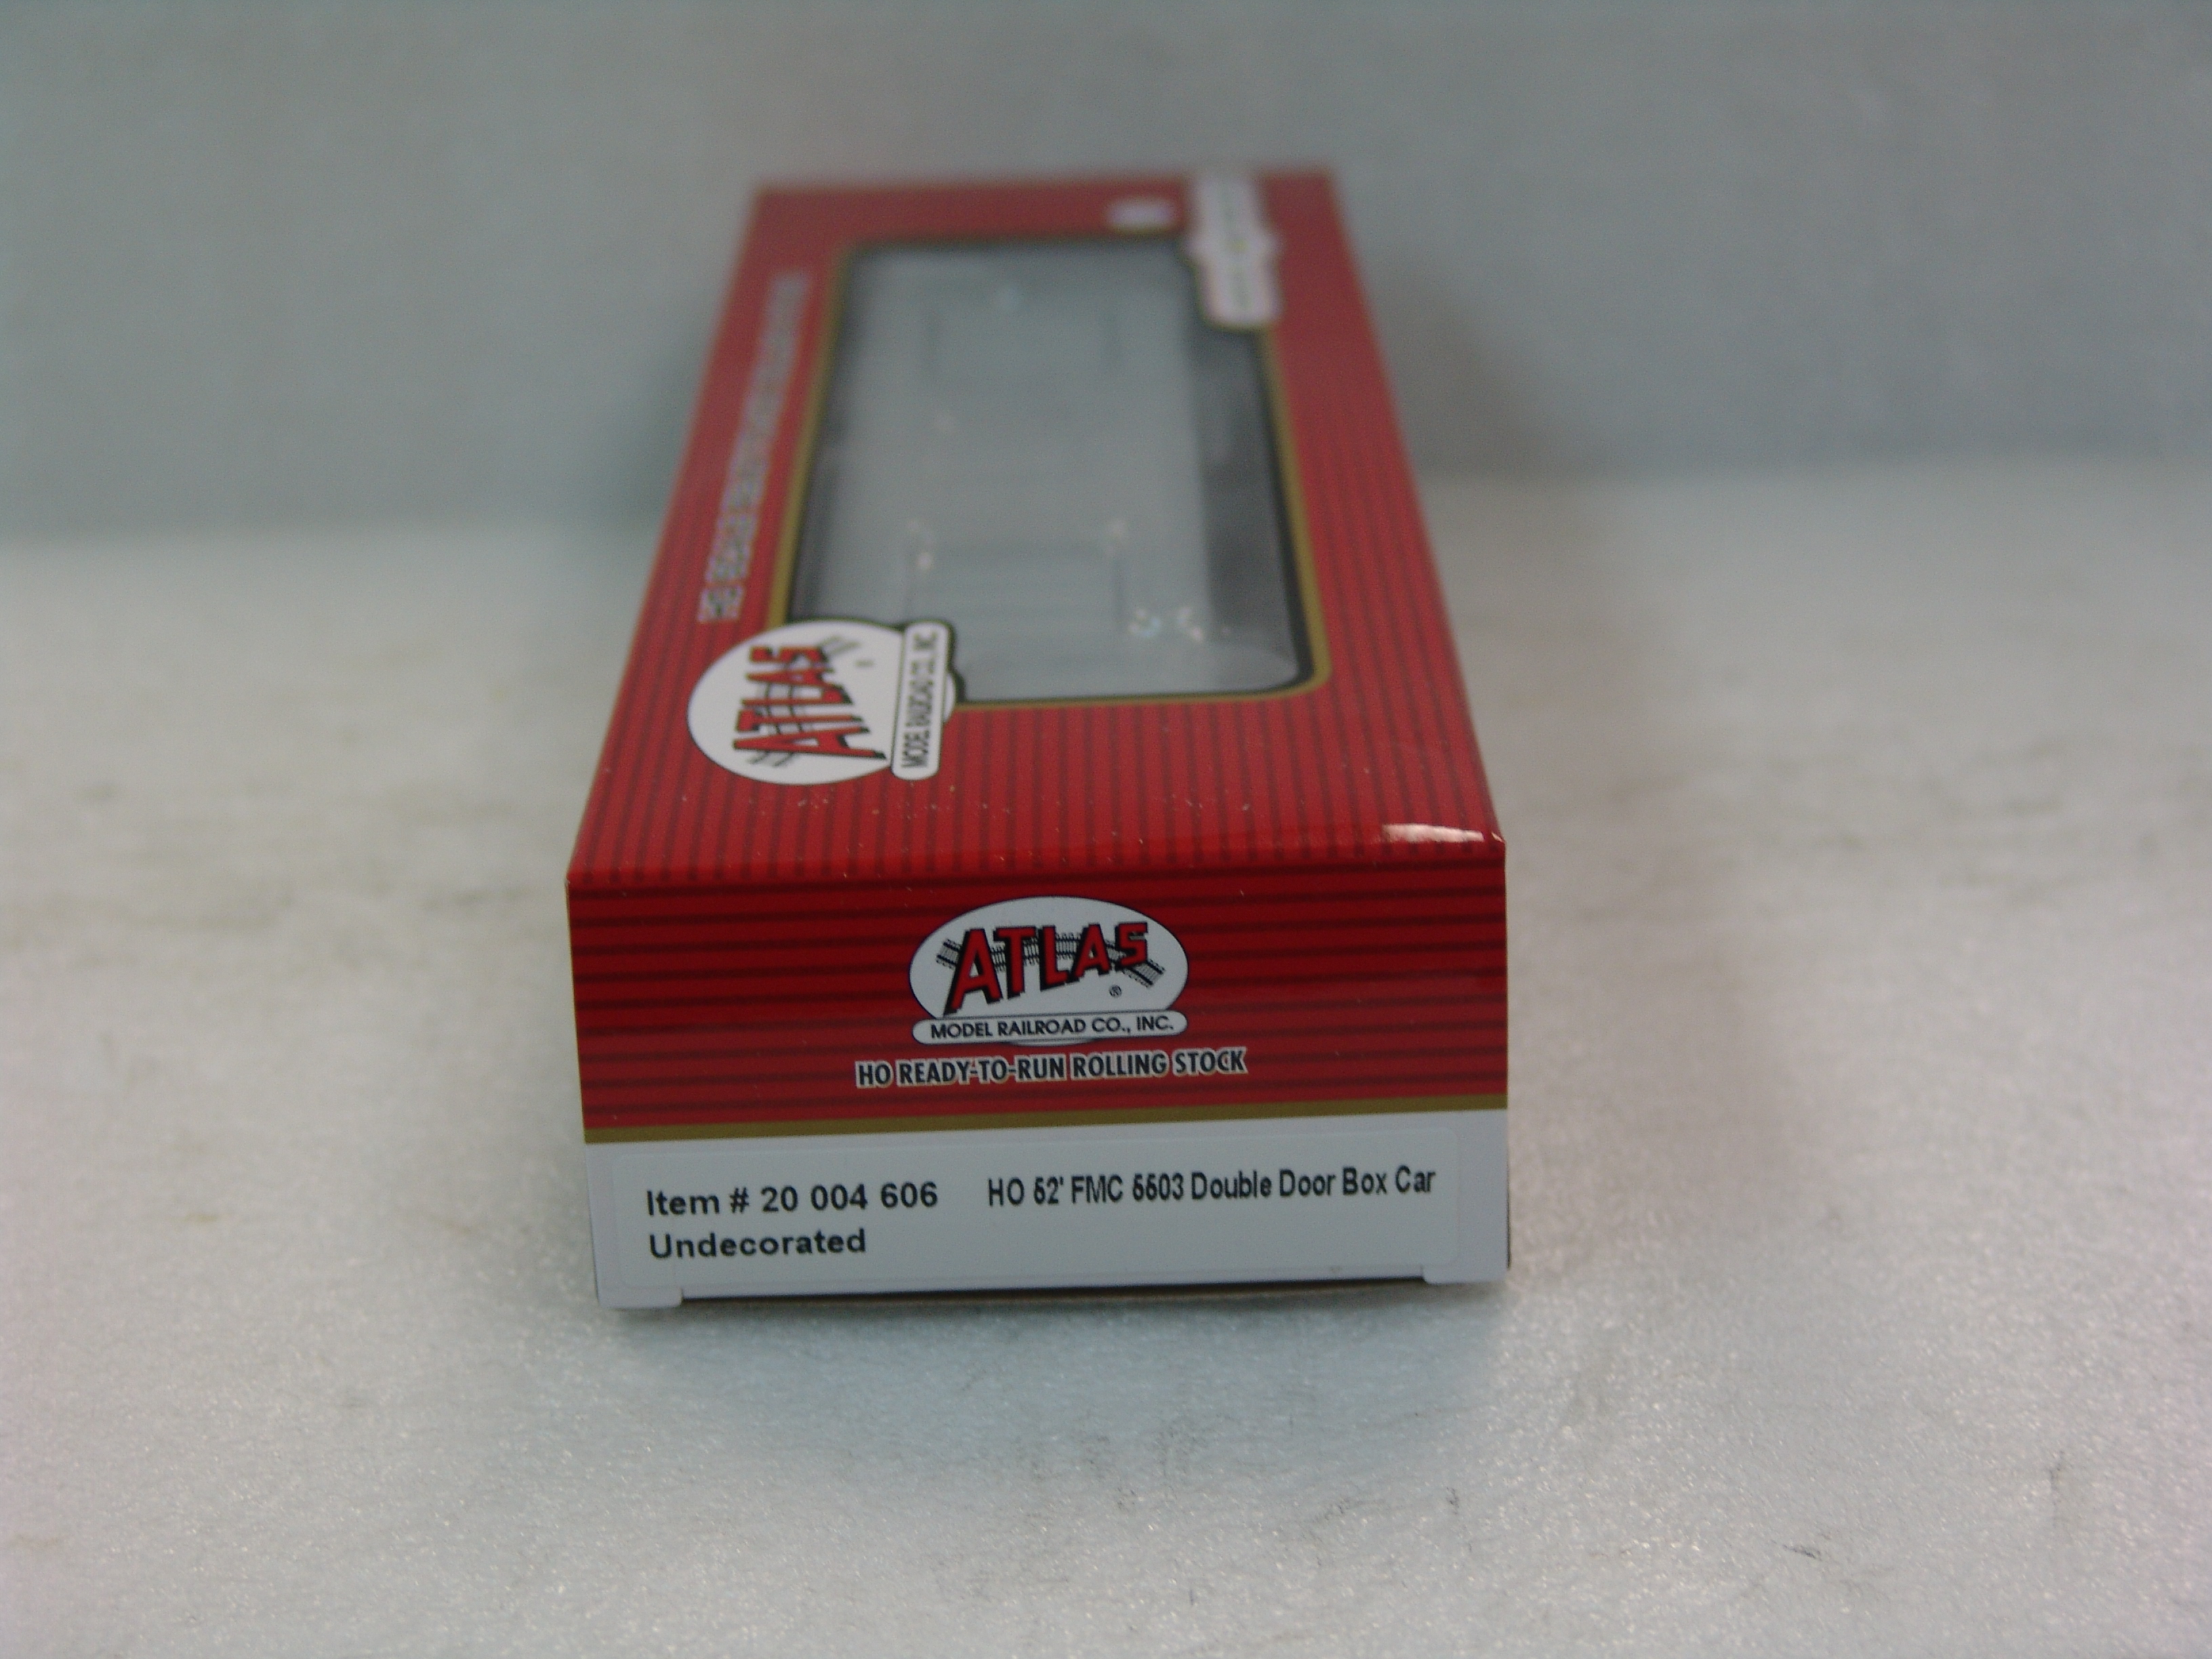 ATLAS
MODEL RAILROAD CO., INC.
ATLAS ®
MODEL RAILROAD CO., INC.
HO READY-TO-RUN ROLLING STOCK
Item # 20 004 606 HO 52' FMC 5503 Double Door Box Car
Undecorated